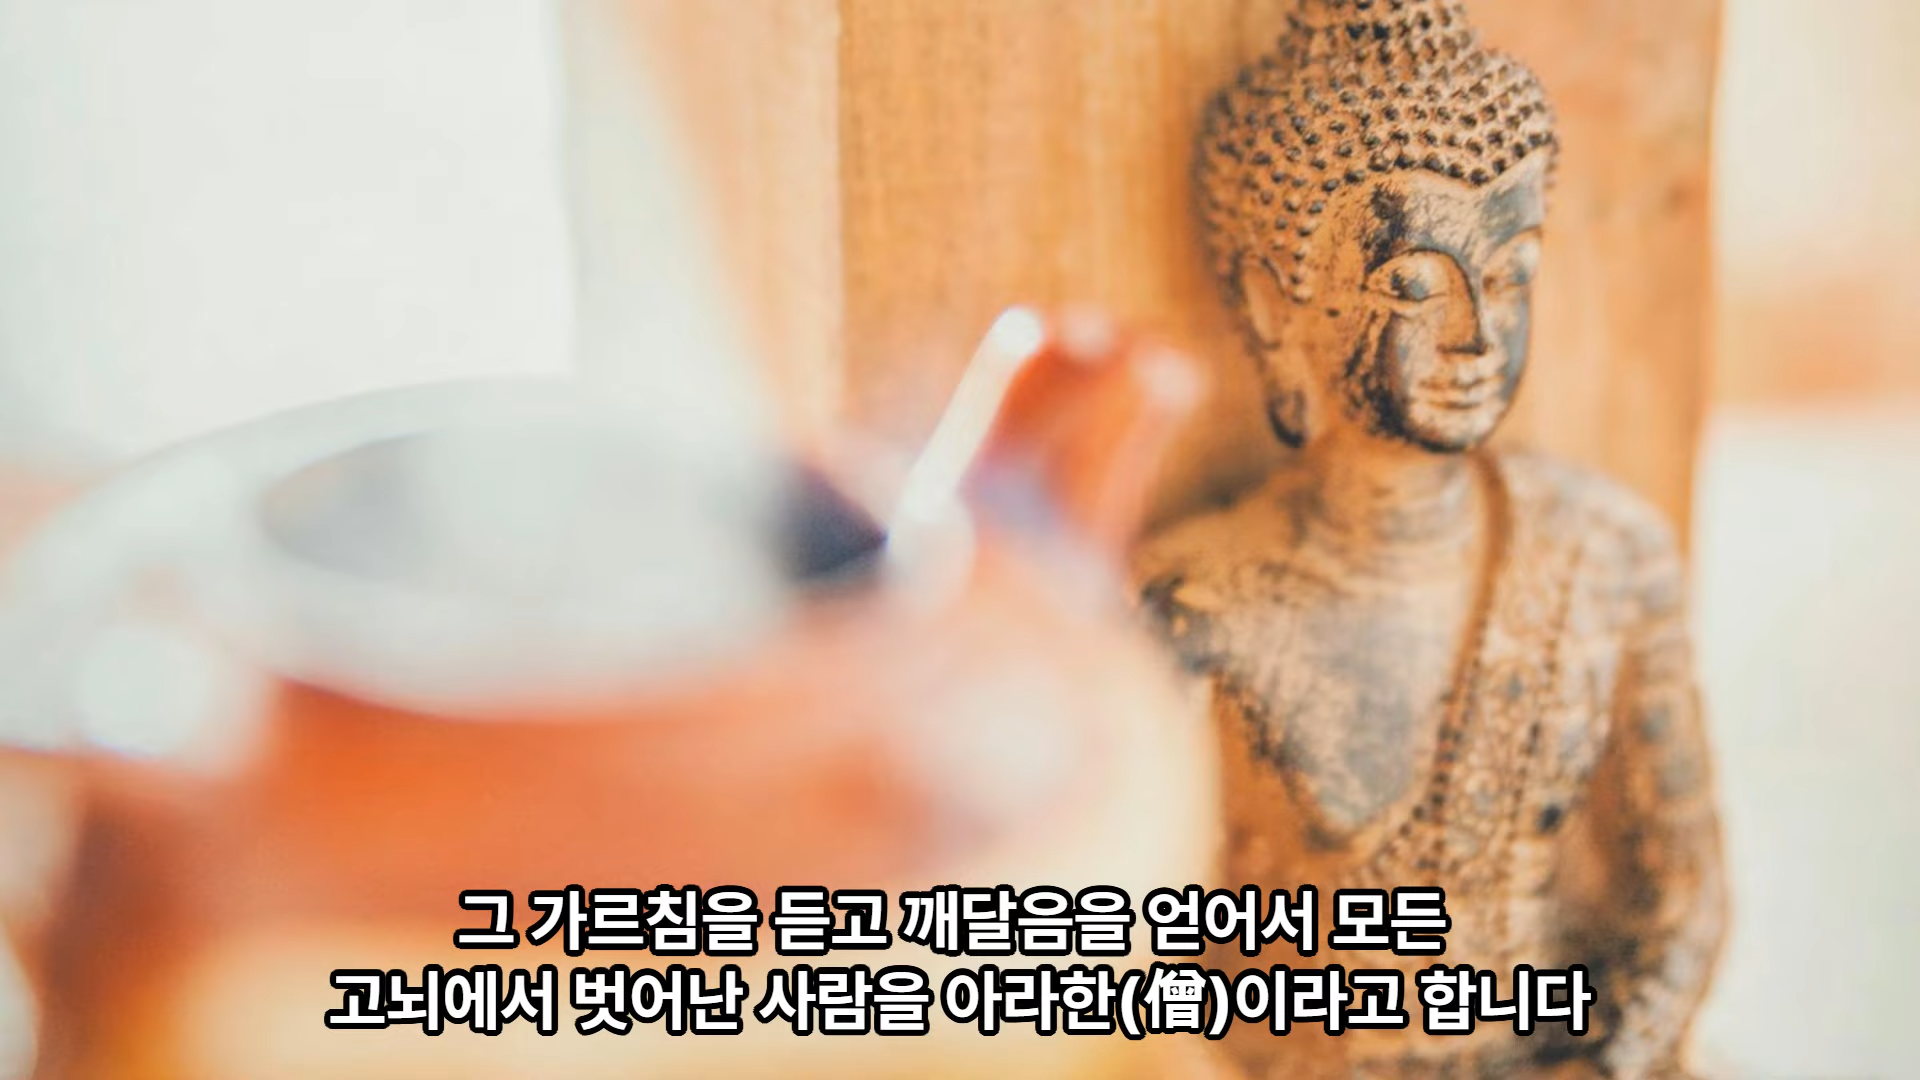 그 가르침을 듣고 깨달음을 얻어서 모든
고뇌에서 벗어난 사람을 아라한(僧)이라고 합니다